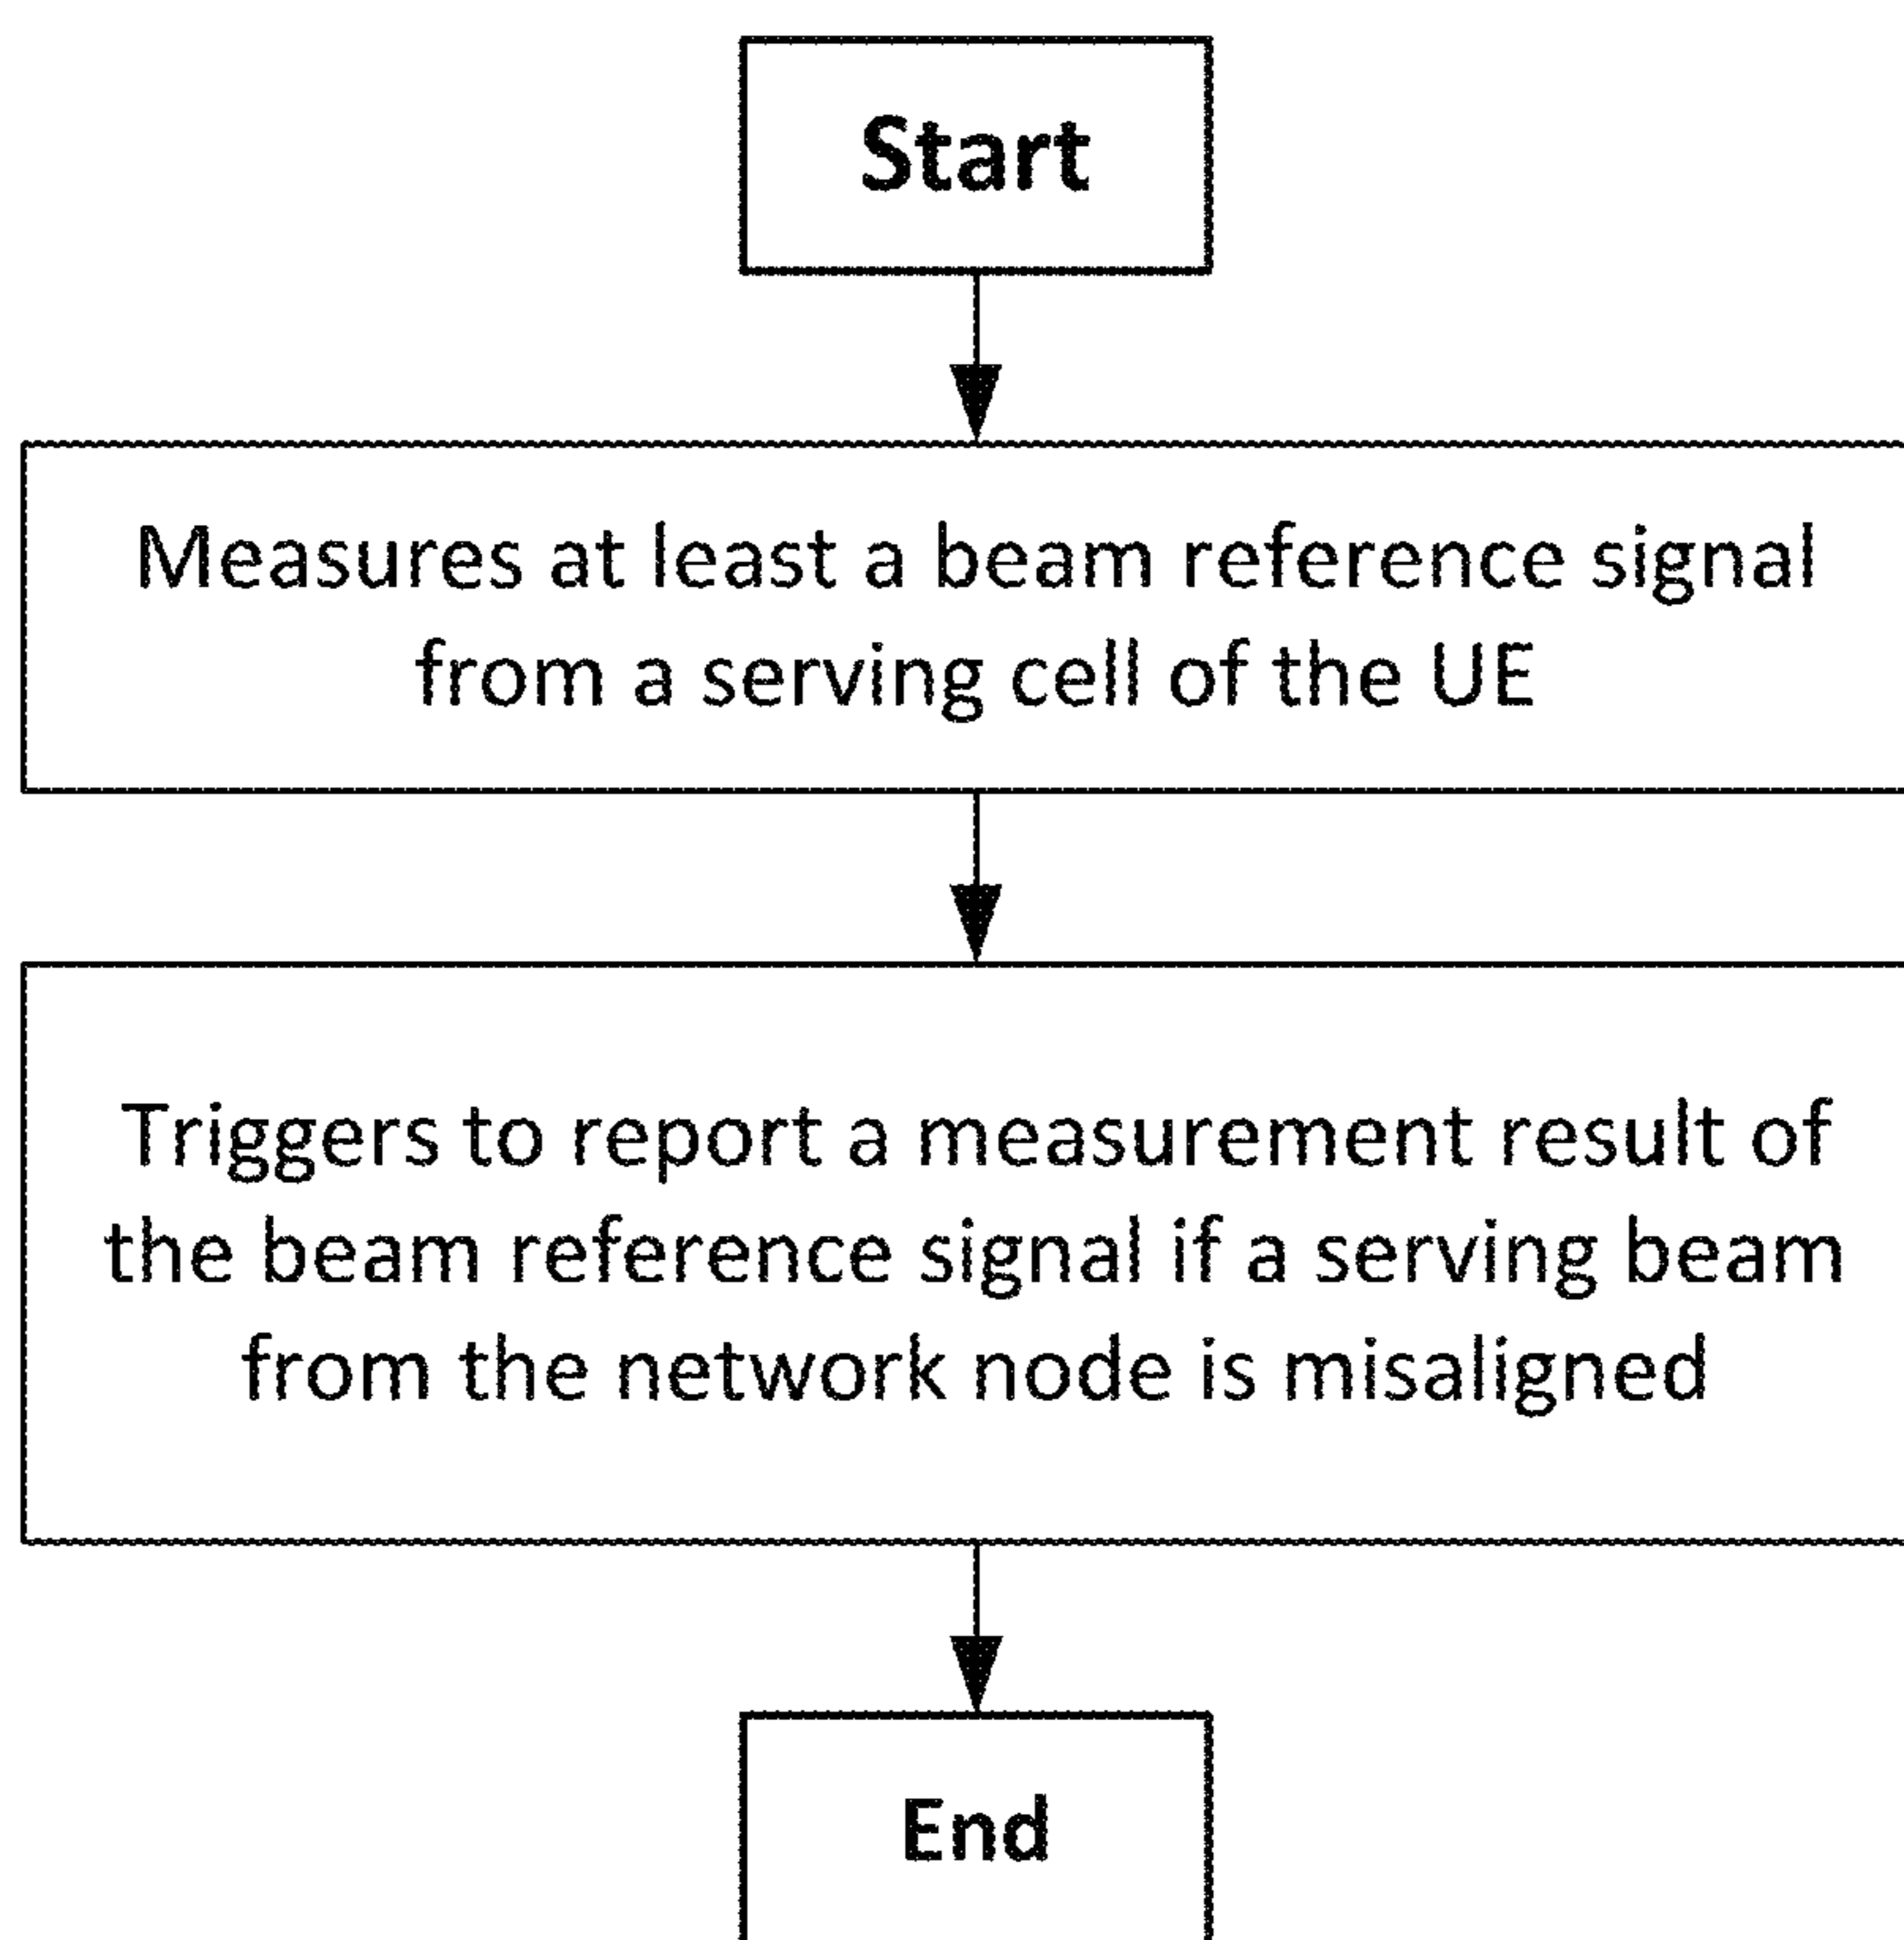 Start
Measures at least a beam reference signal
from a serving cell of the UE
Triggers to report a measurement result of
the beam reference signal if a serving beam
from the network node is misaligned
End